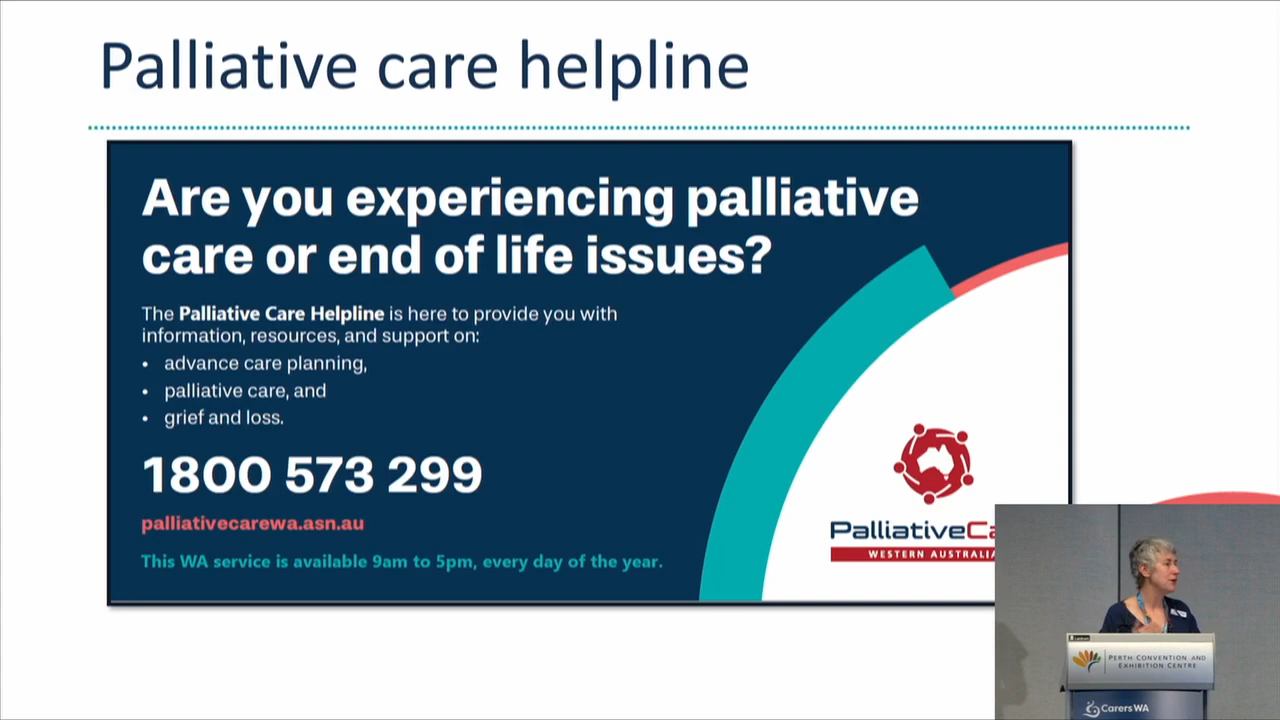 Palliative care helpline
Are you experiencing palliative
care or end of life issues?
The Palliative Care Helpline is here to provide you with
information, resources, and support on:
• advance care planning,
• palliative care, and
• grief and loss.
1800 573 299
palliativecarewa.asn.au
This WA service is available 9am to 5pm, every day of the year.
PalliativeCa
WESTERN AUSTRALIA
PERTH CONVENTION AND
EXHIBITION CENTRE
Carers WA